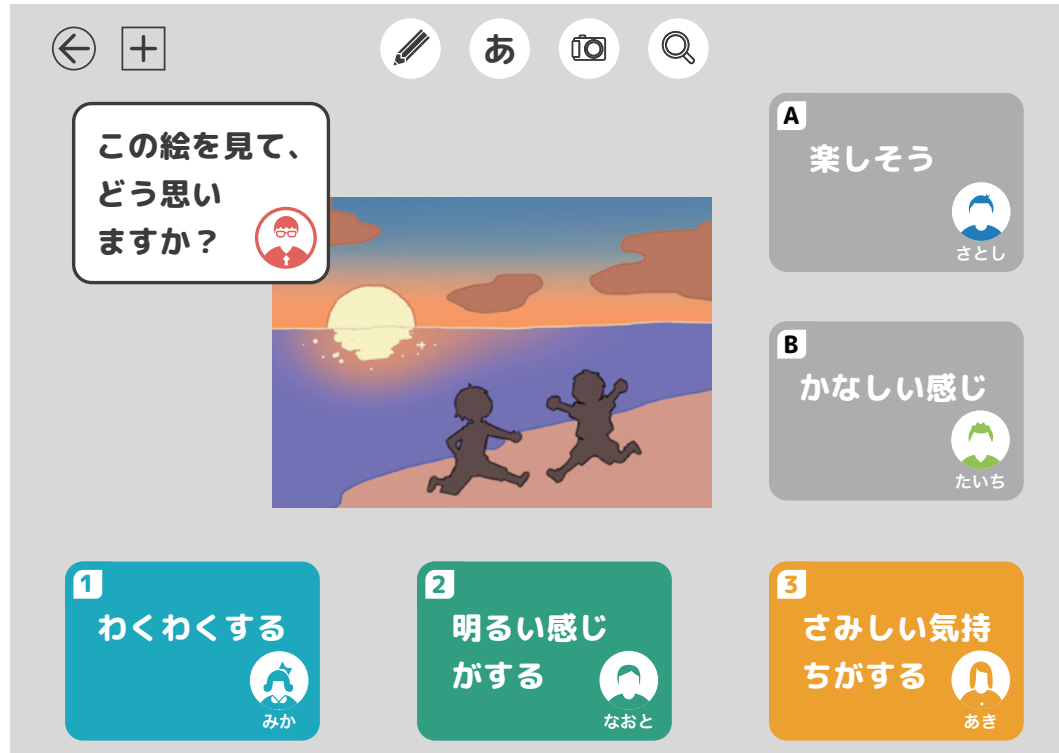 あ
この絵を見て、
どう思い
ますか？
A
楽しそう
さとし
B
かなしい感じ
たいち
1
わくわくする
みか
2
明るい感じ
がする
なおと
3
さみしい気持
ちがする
あき